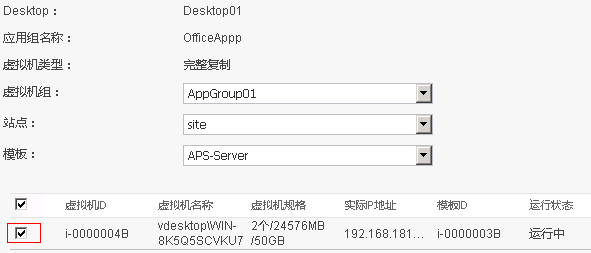 Desktop： Desktop01
应用组名称： OfficeAppp
虚拟机类型： 完整复制
虚拟机组： AppGroup01
站点： site
模板： APS-Server
虚拟机ID 虚拟机名称 虚拟机规格 实际IP地址 模板ID 运行状态
i-0000004B vdesktopWIN-8K5Q5SCVKU7 2个/24576MB/50GB 192.168.181... i-0000003B 运行中